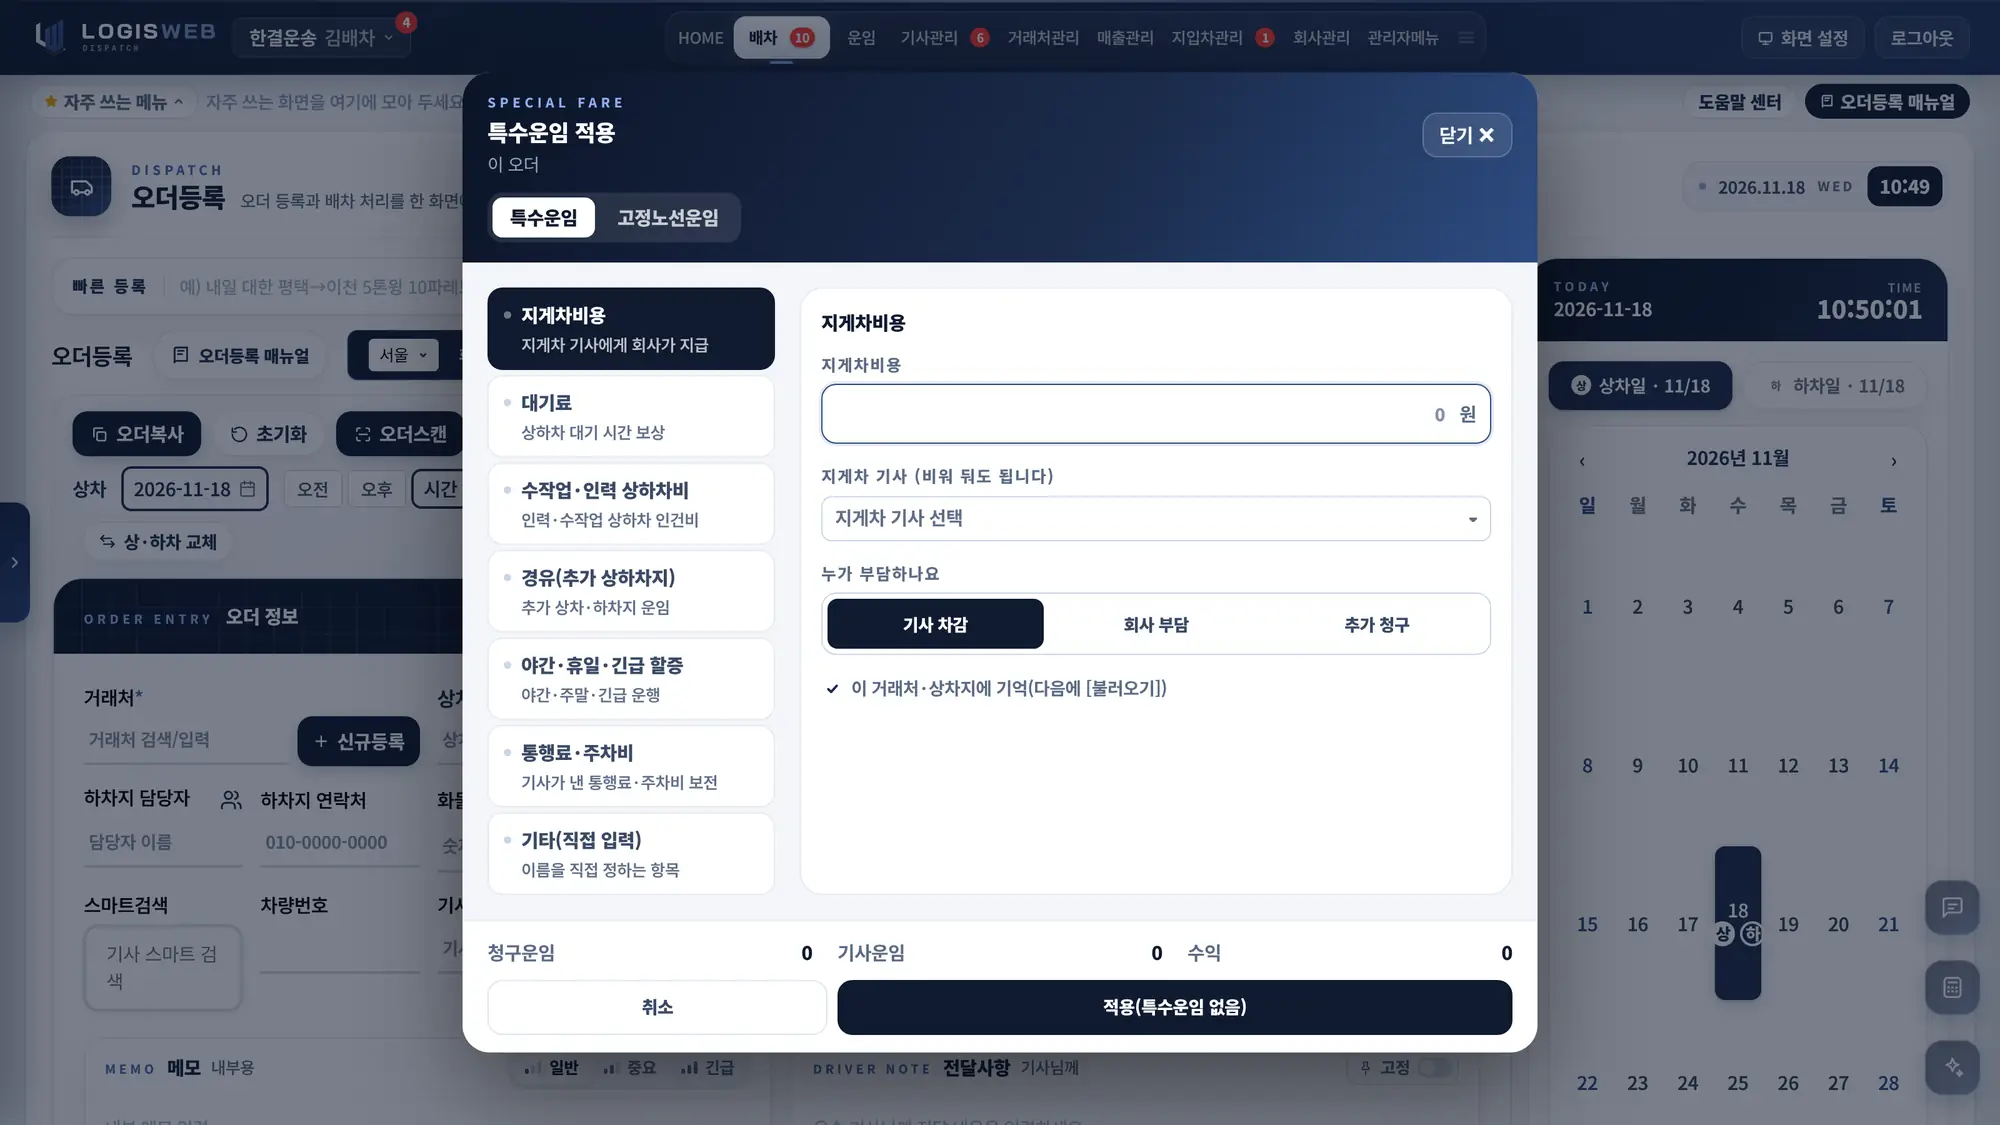 LOGISWEB
DISPATCH
한결운송 김배차
4
HOME
배차 10
운임
기사관리 6
거래처관리
매출관리
지입차관리 1
회사관리
관리자메뉴
화면 설정
로그아웃
자주 쓰는 메뉴
자주 쓰는 화면을 여기에 모아 두세요
도움말 센터
오더등록 매뉴얼
DISPATCH
오더등록
오더 등록과 배차 처리를 한 화면
2026.11.18 WED 10:49
빠른 등록
예) 내일 대한 평택→이천 5톤윙 10파레
오더등록
오더등록 매뉴얼
서울
오더복사
초기화
오더스캔
상차
2026-11-18
오전
오후
시간
상·하차 교체
ORDER ENTRY 오더 정보
거래처*
거래처 검색/입력
+ 신규등록
하차지 담당자
하차지 연락처
담당자 이름
010-0000-0000
스마트검색
차량번호
기사 스마트 검
색
MEMO 메모 내부용
일반
중요
긴급
DRIVER NOTE 전달사항 기사님께
고정
SPECIAL FARE
특수운임 적용
이 오더
닫기 ✕
특수운임
고정노선운임
지게차비용
지게차 기사에게 회사가 지급
대기료
상하차 대기 시간 보상
수작업·인력 상하차비
인력·수작업 상하차 인건비
경유(추가 상하차지)
추가 상차·하차지 운임
야간·휴일·긴급 할증
야간·주말·긴급 운행
통행료·주차비
기사가 낸 통행료·주차비 보전
기타(직접 입력)
이름을 직접 정하는 항목
지게차비용
지게차비용
0 원
지게차 기사 (비워 둬도 됩니다)
지게차 기사 선택
누가 부담하나요
기사 차감
회사 부담
추가 청구
이 거래처·상차지에 기억(다음에 [불러오기])
청구운임 0
기사운임 0
수익 0
취소
적용(특수운임 없음)
TODAY
2026-11-18
TIME
10:50:01
상 상차일 · 11/18
하 하차일 · 11/18
‹ 2026년 11월 ›
일 월 화 수 목 금 토
1 2 3 4 5 6 7
8 9 10 11 12 13 14
15 16 17 18 19 20 21
상 하
22 23 24 25 26 27 28